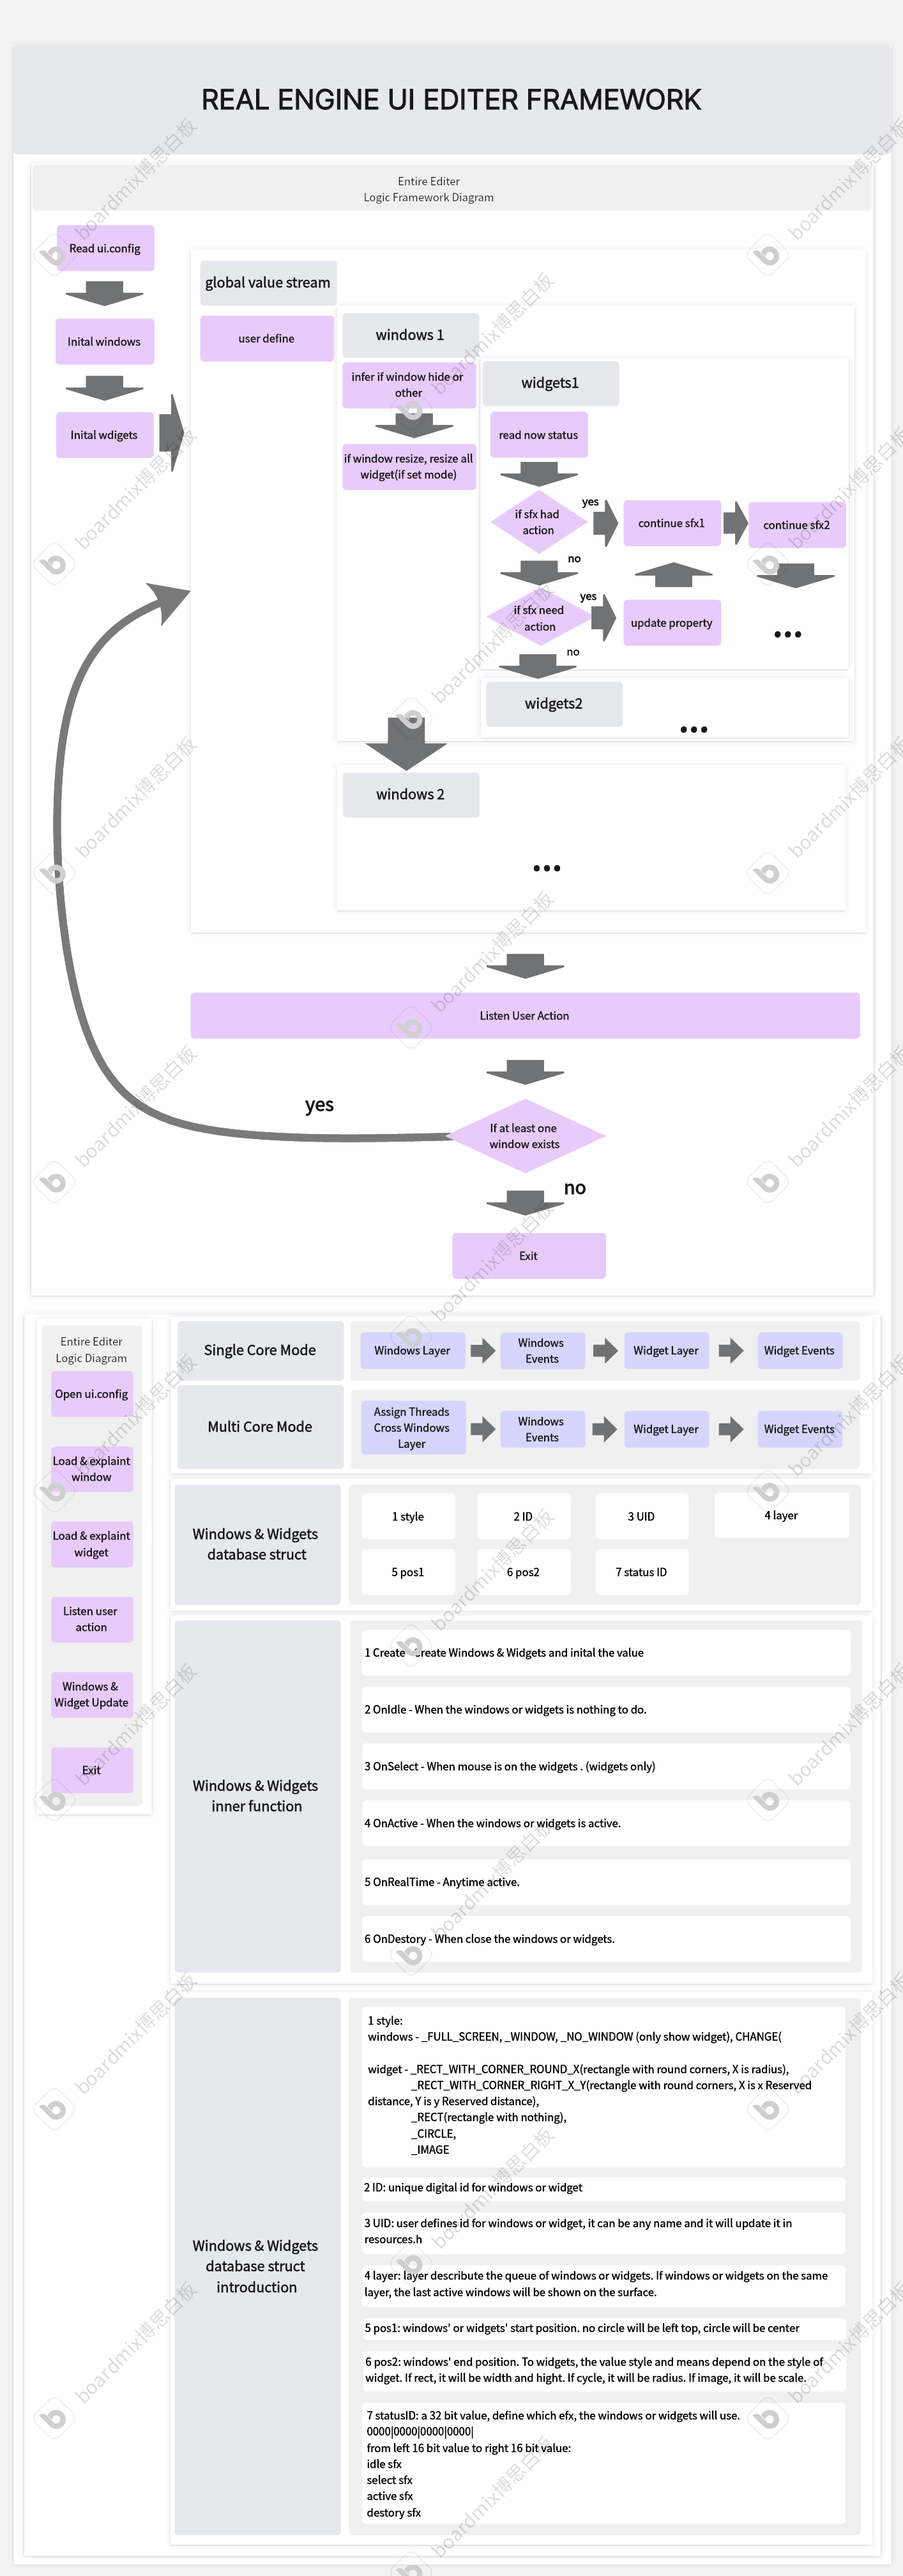 REAL ENGINE UI EDITER FRAMEWORK
Entire Editer
Logic Framework Diagram
Read ui.config
Inital windows
Inital wdigets
global value stream
user define
windows 1
infer if window hide or
other
if window resize, resize all
widget(if set mode)
widgets1
read now status
if sfx had
action
yes
continue sfx1
continue sfx2
no
if sfx need
action
yes
update property
•••
no
widgets2
•••
windows 2
•••
Listen User Action
If at least one
window exists
yes
no
Exit
Entire Editer
Logic Diagram
Open ui.config
Load & explaint
window
Load & explaint
widget
Listen user
action
Windows &
Widget Update
Exit
Single Core Mode
Windows Layer
Windows
Events
Widget Layer
Widget Events
Multi Core Mode
Assign Threads
Cross Windows
Layer
Windows
Events
Widget Layer
Widget Events
Windows & Widgets
database struct
1 style
2 ID
3 UID
4 layer
5 pos1
6 pos2
7 status ID
Windows & Widgets
inner function
1 Create - Create Windows & Widgets and inital the value
2 OnIdle - When the windows or widgets is nothing to do.
3 OnSelect - When mouse is on the widgets . (widgets only)
4 OnActive - When the windows or widgets is active.
5 OnRealTime - Anytime active.
6 OnDestory - When close the windows or widgets.
Windows & Widgets
database struct
introduction
1 style:
windows - _FULL_SCREEN, _WINDOW, _NO_WINDOW (only show widget), CHANGE(
widget - _RECT_WITH_CORNER_ROUND_X(rectangle with round corners, X is radius),
_RECT_WITH_CORNER_RIGHT_X_Y(rectangle with round corners, X is x Reserved
distance, Y is y Reserved distance),
_RECT(rectangle with nothing),
_CIRCLE,
_IMAGE
2 ID: unique digital id for windows or widget
3 UID: user defines id for windows or widget, it can be any name and it will update it in
resources.h
4 layer: layer describute the queue of windows or widgets. If windows or widgets on the same
layer, the last active windows will be shown on the surface.
5 pos1: windows' or widgets' start position. no circle will be left top, circle will be center
6 pos2: windows' end position. To widgets, the value style and means depend on the style of
widget. If rect, it will be width and hight. If cycle, it will be radius. If image, it will be scale.
7 statusID: a 32 bit value, define which efx, the windows or widgets will use.
0000|0000|0000|0000|
from left 16 bit value to right 16 bit value:
idle sfx
select sfx
active sfx
destory sfx
boardmix博思白板